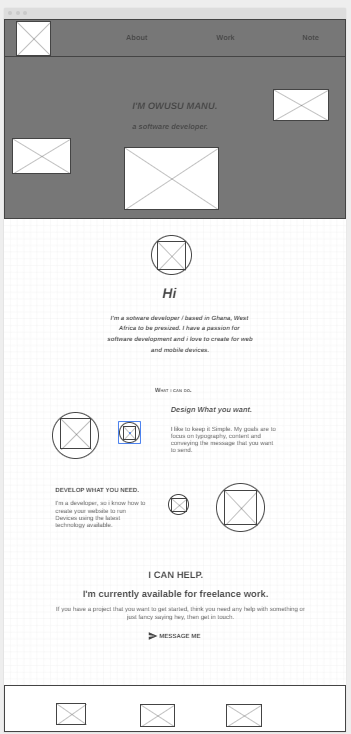 About Work Note
I'M OWUSU MANU.
a software developer.
Hi
I'm a sotware developer / based in Ghana, West
Africa to be presized. I have a passion for
software development and i love to create for web
and mobile devices.
What i can do.
Design What you want.
I like to keep it Simple. My goals are to
focus on typography, content and
conveying the message that you want
to send.
DEVELOP WHAT YOU NEED.
I'm a developer, so i know how to
create your website to run
Devices using the latest
technology available.
I CAN HELP.
I'm currently available for freelance work.
If you have a project that you want to get started, think you need any help with something or
just fancy saying hey, then get in touch.
MESSAGE ME